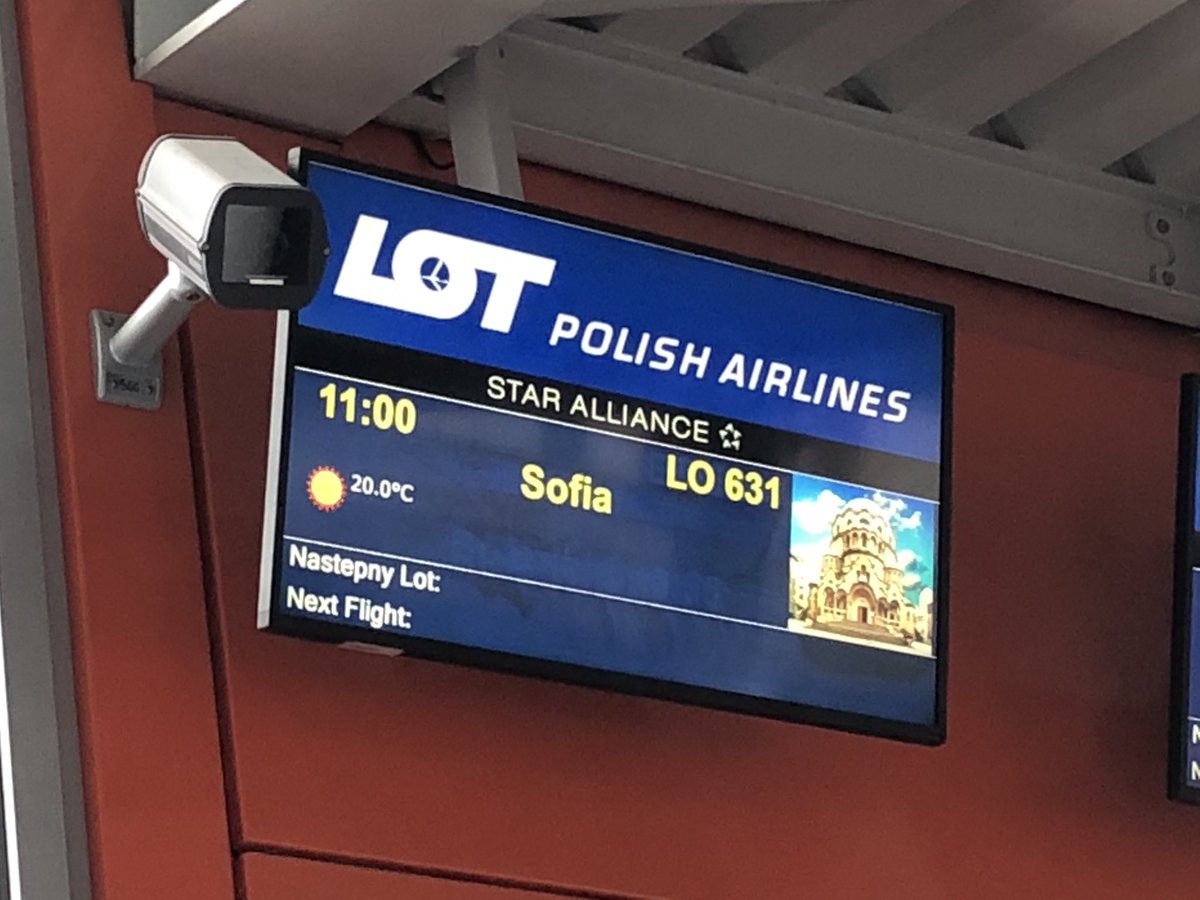 LOT POLISH AIRLINES
STAR ALLIANCE
11:00
20.0°C
Sofia
LO 631
Nastepny Lot:
Next Flight:
N
N